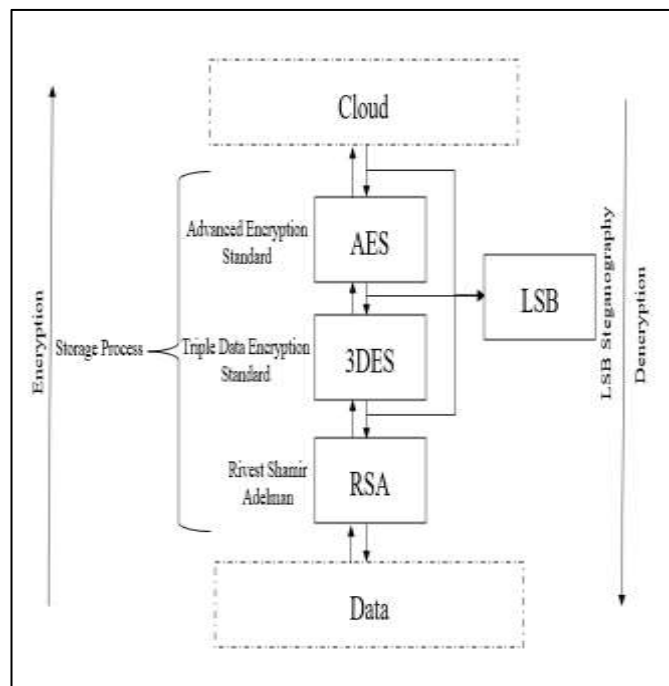 Cloud
Advanced Encryption
Standard
AES
LSB
Storage Process
Triple Data Encryption
Standard
3DES
Rivest Shamir
Adelman
RSA
Data
Encryption
LSB Steganography
Dencryption